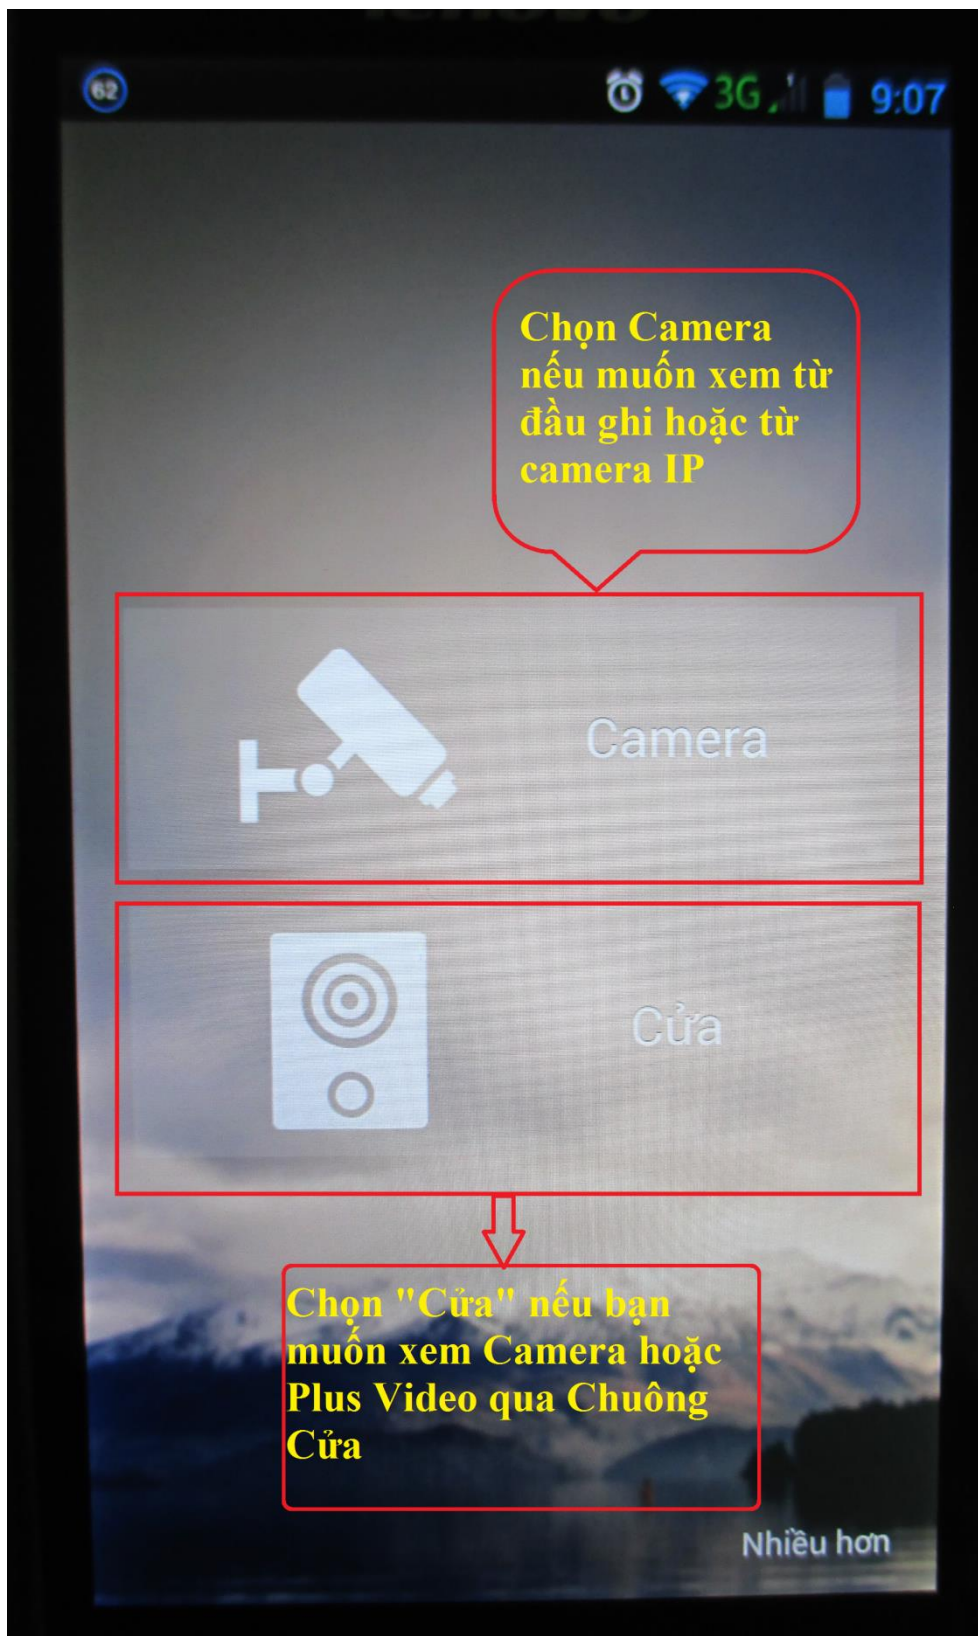 lenovo
62
3G
9:07
Chọn Camera
nếu muốn xem từ
đầu ghi hoặc từ
camera IP
Camera
Cửa
Chọn "Cửa" nếu bạn
muốn xem Camera hoặc
Plus Video qua Chuông
Cửa
Nhiều hơn